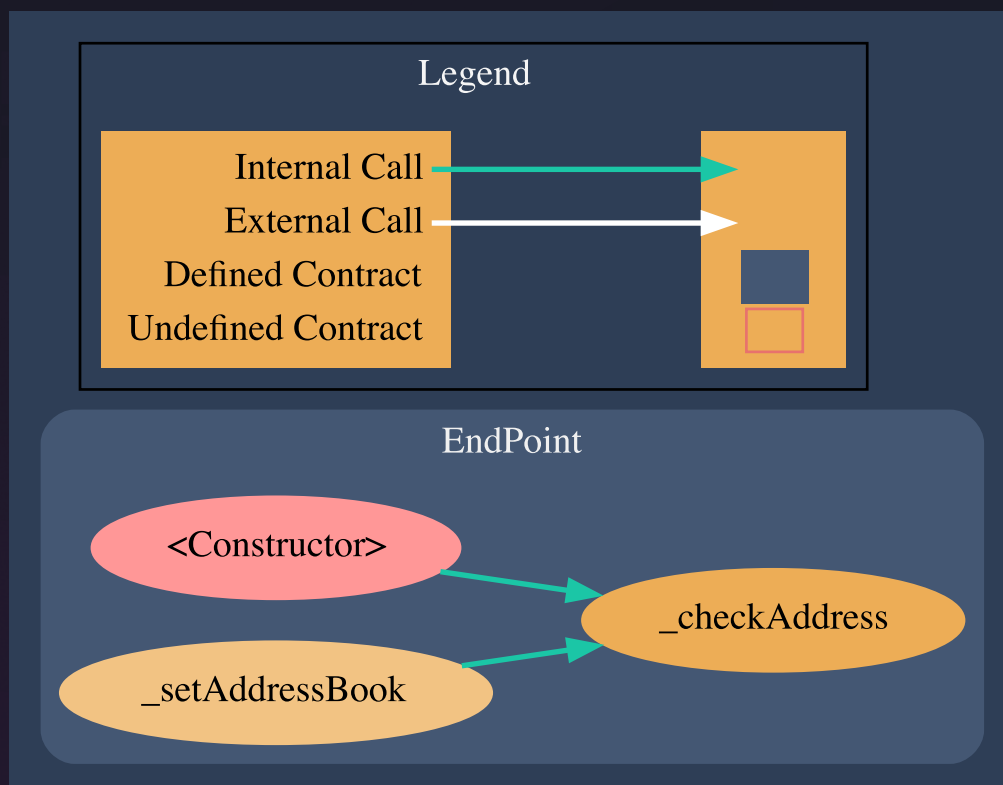 Legend
Internal Call
External Call
Defined Contract
Undefined Contract
EndPoint
<Constructor>
_checkAddress
_setAddressBook